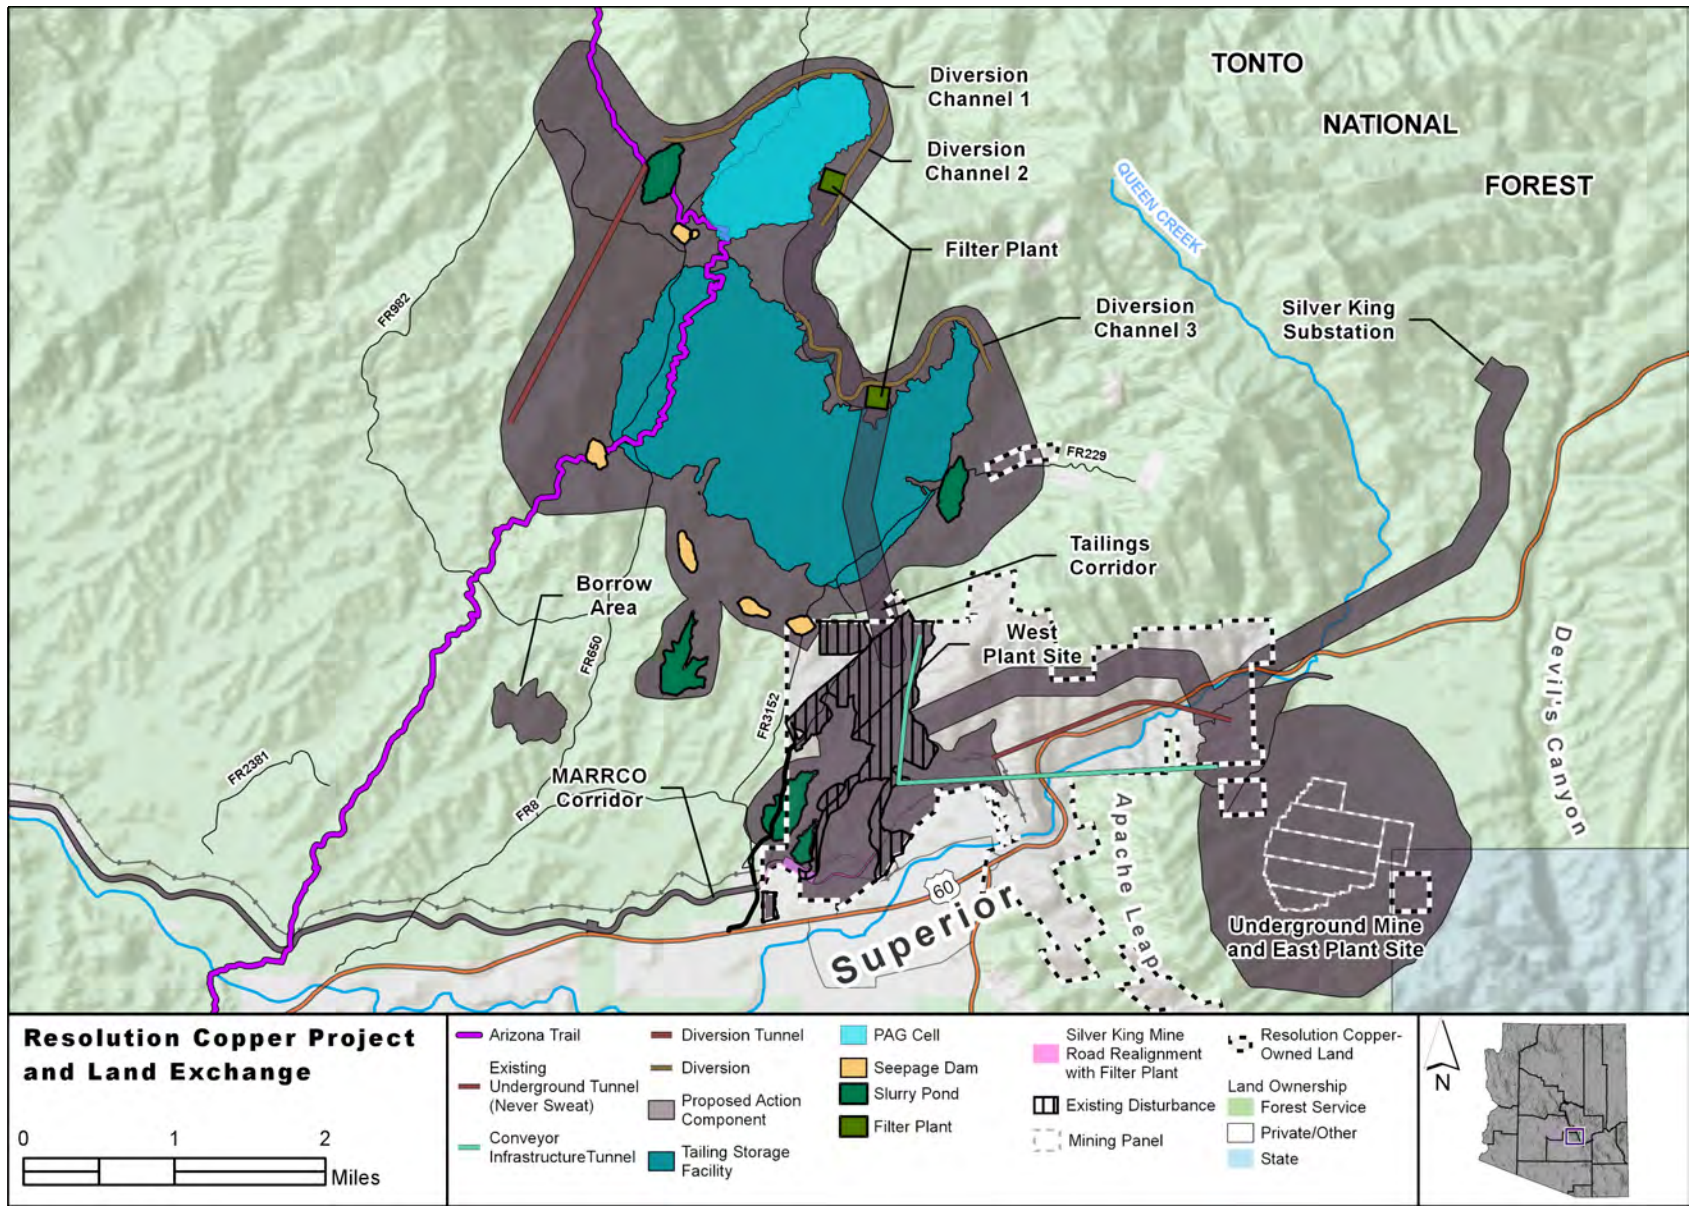 TONTO
NATIONAL
FOREST
Diversion
Channel 1
Diversion
Channel 2
QUEEN CREEK
Filter Plant
Diversion
Channel 3
Silver King
Substation
FR982
FR229
Tailings
Corridor
Borrow
Area
FR650
West
Plant Site
FR3152
Devil's Canyon
FR2381
MARRCO
Corridor
FR8
Apache Leap
60
Superior
Underground Mine
and East Plant Site
Resolution Copper Project
and Land Exchange
0 1 2
Miles
Arizona Trail
Existing
Underground Tunnel
(Never Sweat)
Conveyor
InfrastructureTunnel
Diversion Tunnel
Diversion
Proposed Action
Component
Tailing Storage
Facility
PAG Cell
Seepage Dam
Slurry Pond
Filter Plant
Silver King Mine
Road Realignment
with Filter Plant
Existing Disturbance
Mining Panel
Resolution Copper-
Owned Land
Land Ownership
Forest Service
Private/Other
State
N